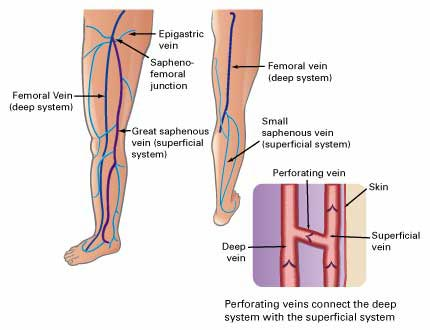 Epigastric
vein
Sapheno-
femoral
junction
Femoral Vein
(deep system)
Great saphenous
vein (superficial
system)
Femoral vein
(deep system)
Small
saphenous vein
(superficial system)
Perforating vein
Skin
Deep
vein
Superficial
vein
Perforating veins connect the deep
system with the superficial system